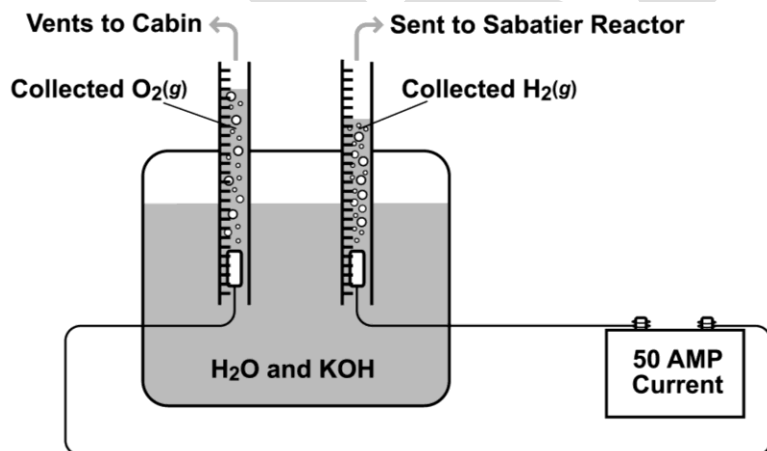 Vents to Cabin
Sent to Sabatier Reactor
Collected O₂(g)
Collected H₂(g)
H₂O and KOH
50 AMP
Current